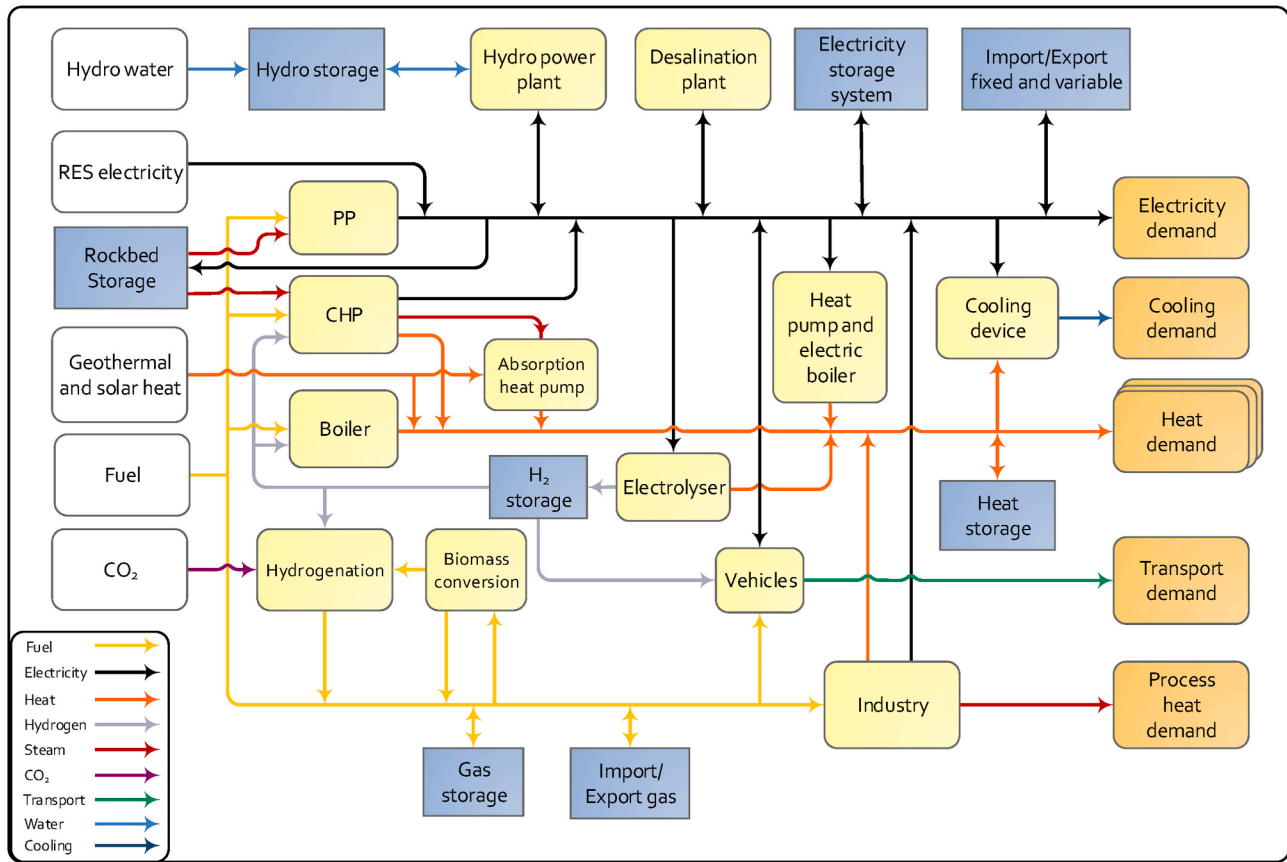 Hydro water
Hydro storage
Hydro power
plant
Desalination
plant
Electricity
storage
system
Import/Export
fixed and variable
RES electricity
PP
Electricity
demand
Rockbed
Storage
CHP
Heat
pump and
electric
boiler
Cooling
device
Cooling
demand
Geothermal
and solar heat
Absorption
heat pump
Boiler
Heat
demand
Fuel
H₂
storage
Electrolyser
Heat
storage
CO₂
Hydrogenation
Biomass
conversion
Vehicles
Transport
demand
Fuel
Electricity
Heat
Hydrogen
Steam
CO₂
Transport
Water
Cooling
Industry
Process
heat
demand
Gas
storage
Import/
Export gas